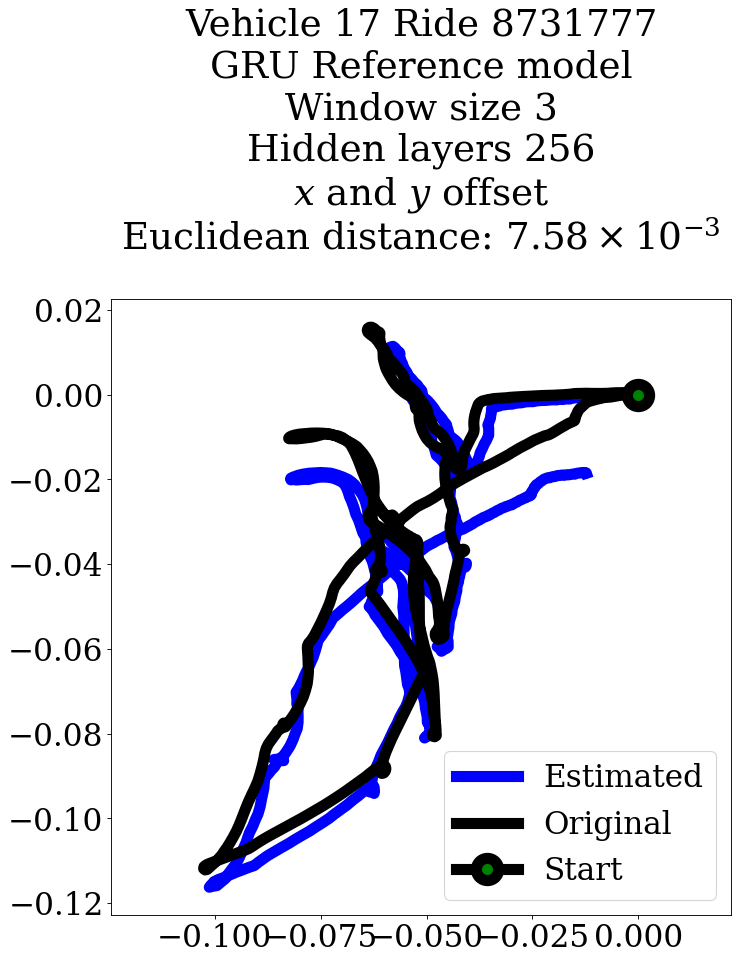 Vehicle 17 Ride 8731777
GRU Reference model
Window size 3
Hidden layers 256
x and y offset
Euclidean distance: 7.58 × 10⁻³
0.02
0.00
−0.02
−0.04
−0.06
−0.08
−0.10
−0.12
Estimated
Original
Start
−0.100 −0.075 −0.050 −0.025 0.000